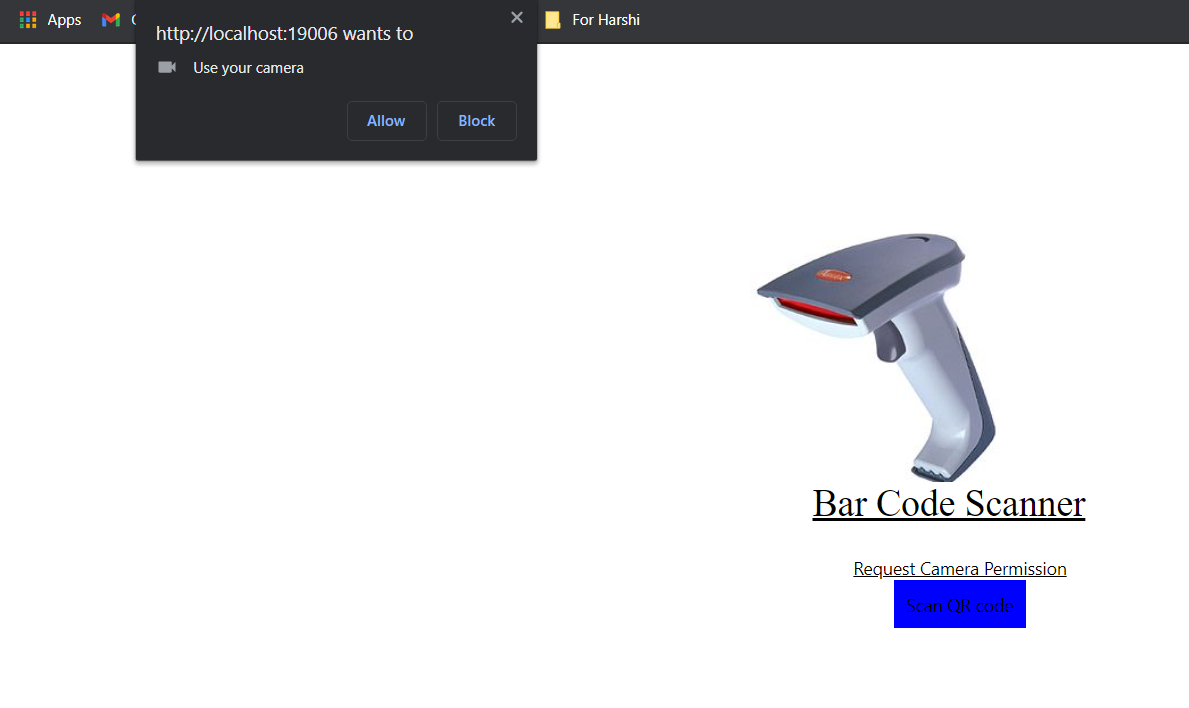 Apps
For Harshi
http://localhost:19006 wants to
Use your camera
Allow Block
Bar Code Scanner
Request Camera Permission
Scan QR code